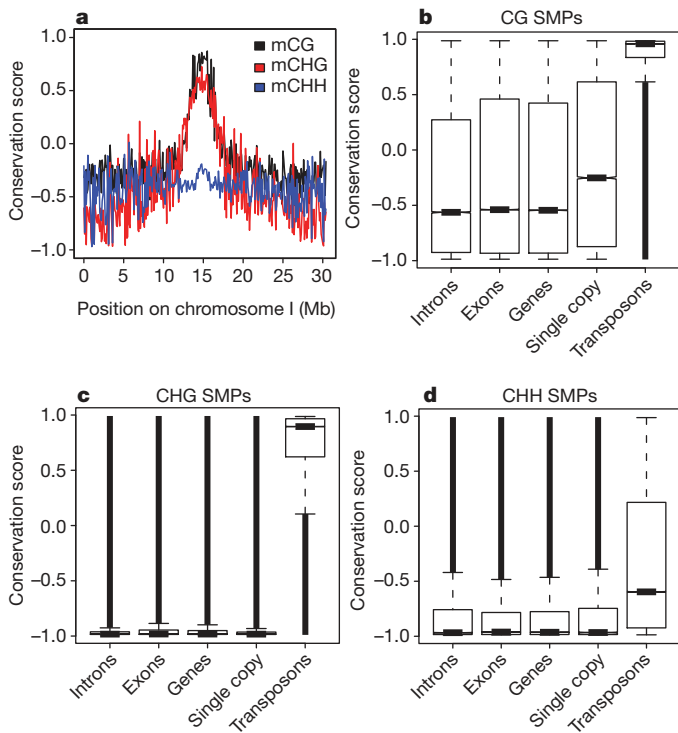 a
mCG
mCHG
mCHH
Conservation score
1.0
0.5
0.0
−0.5
−1.0
0 5 10 15 20 25 30
Position on chromosome I (Mb)
b
CG SMPs
Conservation score
1.0
0.5
0.0
−0.5
−1.0
Introns
Exons
Genes
Single copy
Transposons
c
CHG SMPs
Conservation score
1.0
0.5
0.0
−0.5
−1.0
Introns
Exons
Genes
Single copy
Transposons
d
CHH SMPs
Conservation score
1.0
0.5
0.0
−0.5
−1.0
Introns
Exons
Genes
Single copy
Transposons